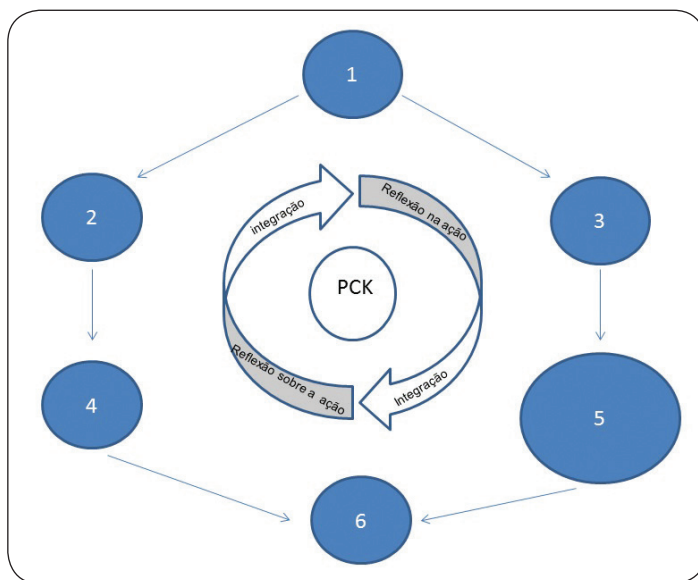 1
integração
Reflexão na ação
2
3
PCK
Reflexão sobre a ação
Integração
4
5
6